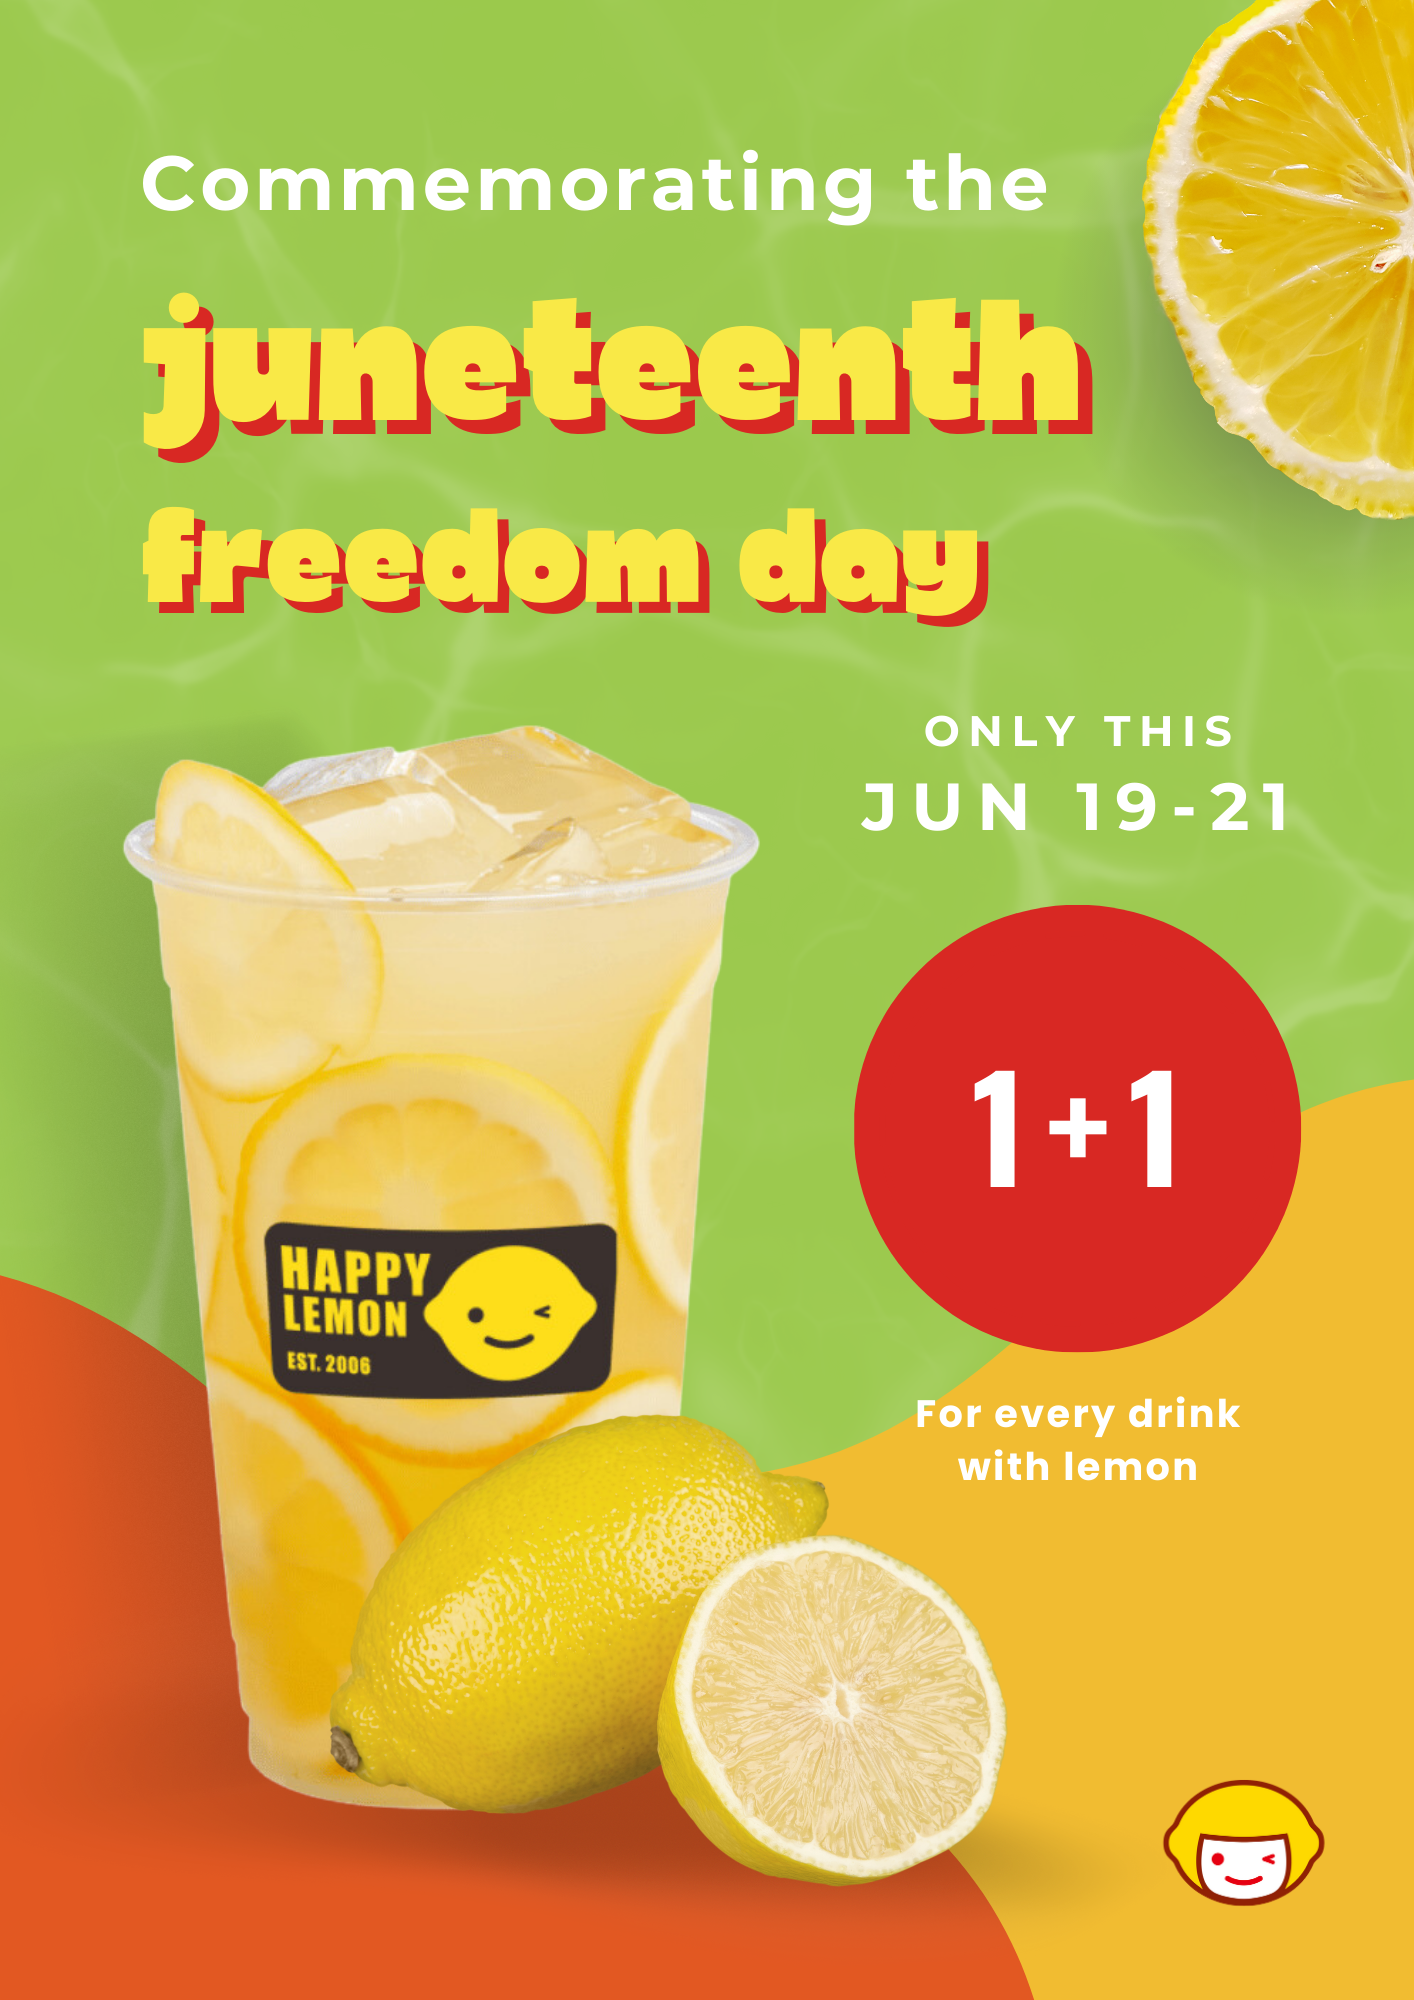 Commemorating the
juneteenth
freedom day
ONLY THIS
JUN 19-21
1+1
For every drink
with lemon
HAPPY
LEMON
EST. 2006